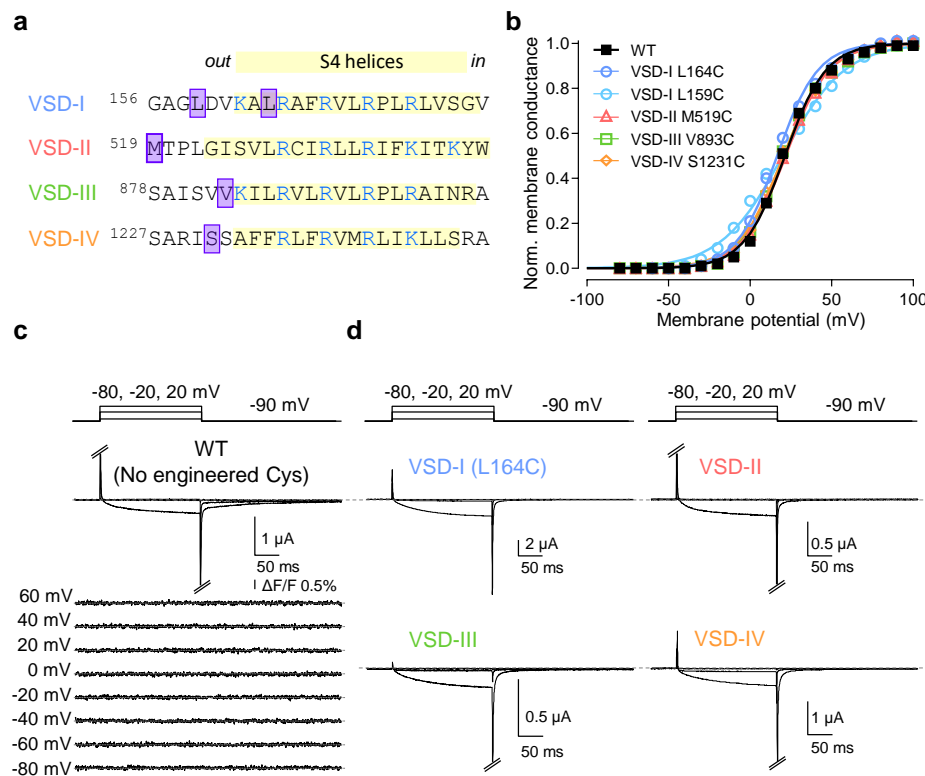 a
out S4 helices in
VSD-I 156 GAGLDVKALRAFRVLRPLRLVSGV
VSD-II 519 MTPLGISVLRCIRLLRIFKITKYW
VSD-III 878 SAISVVKILRVLRVLRPLRAINRA
VSD-IV 1227 SARISSAFFRLFRVMRLIKLLSRA
b
Norm. membrane conductance
1.0
0.8
0.6
0.4
0.2
0.0
-100 -50 0 50 100
Membrane potential (mV)
WT
VSD-I L164C
VSD-I L159C
VSD-II M519C
VSD-III V893C
VSD-IV S1231C
c
-80, -20, 20 mV
-90 mV
WT
(No engineered Cys)
1 µA
50 ms
ΔF/F 0.5%
60 mV
40 mV
20 mV
0 mV
-20 mV
-40 mV
-60 mV
-80 mV
d
-80, -20, 20 mV
-90 mV
-80, -20, 20 mV
-90 mV
VSD-I (L164C)
2 µA
50 ms
VSD-II
0.5 µA
50 ms
VSD-III
0.5 µA
50 ms
VSD-IV
1 µA
50 ms